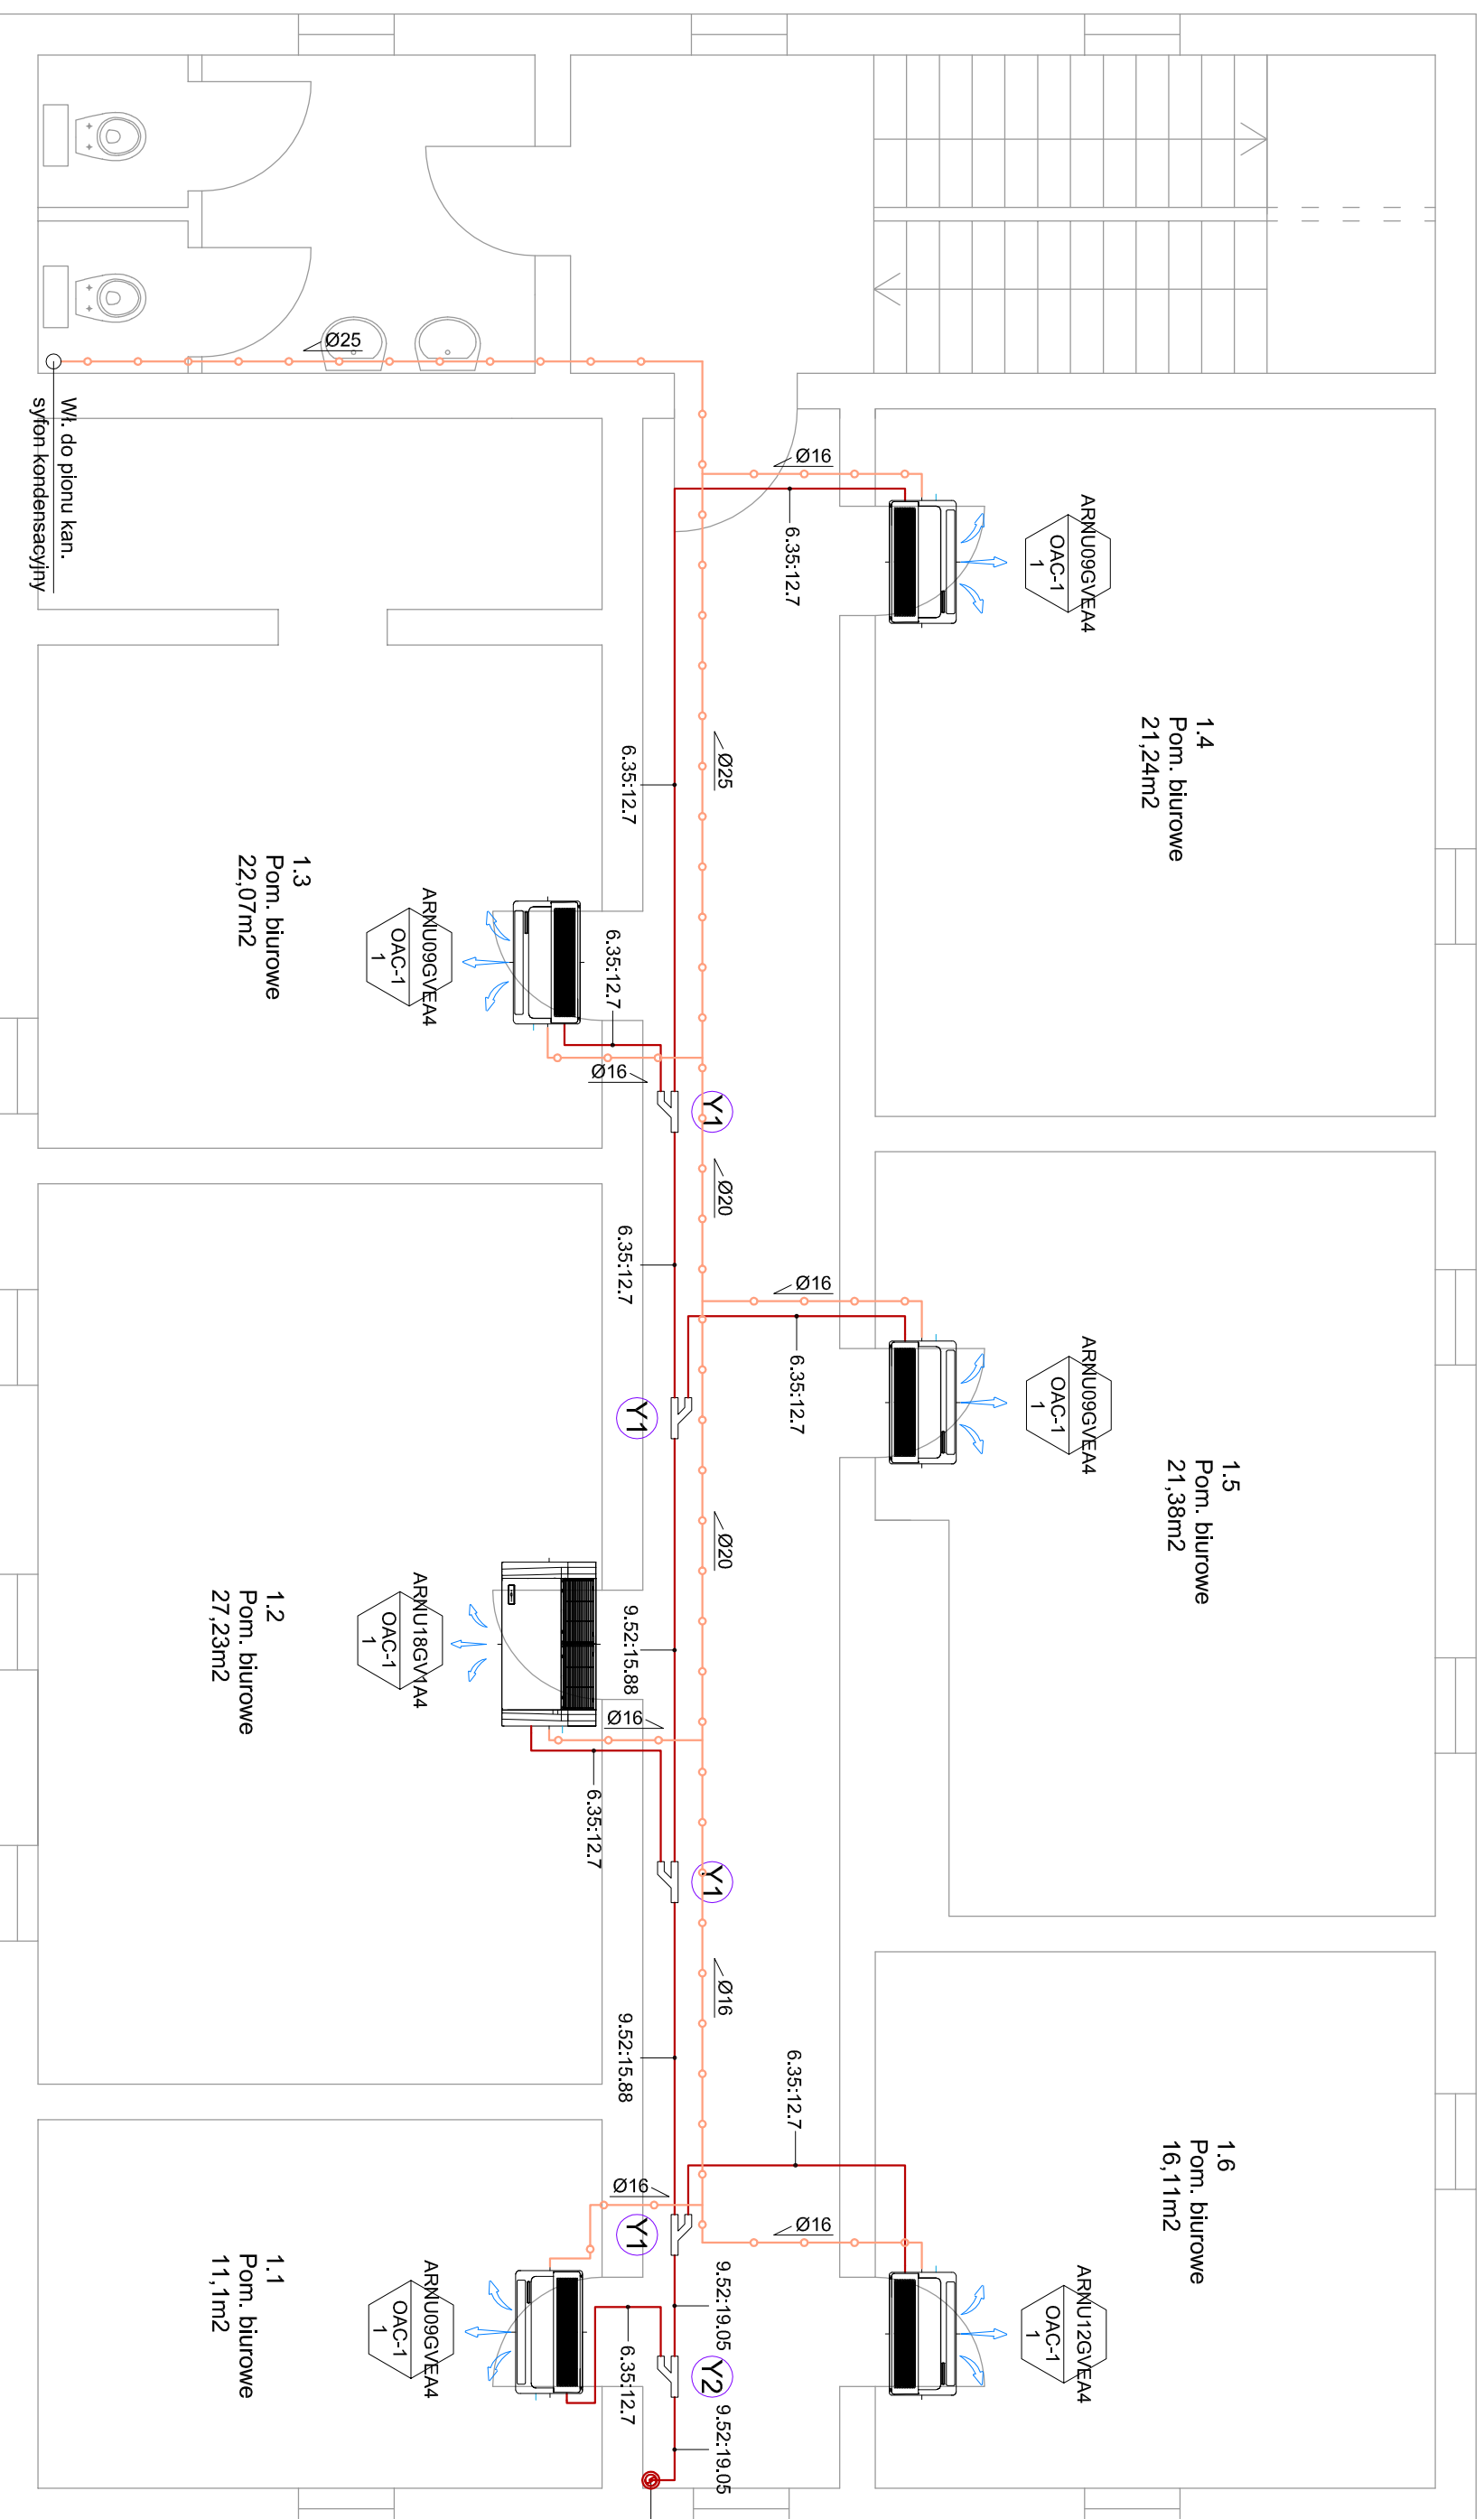 Ø25
Wł. do pionu kan.
syfon kondensacyjny
Ø16
6.35:12.7
ARNU09GVEA4
OAC-1
1
1.4
Pom. biurowe
21,24m2
Ø25
6.35:12.7
1.3
Pom. biurowe
22,07m2
ARNU09GVEA4
OAC-1
1
6.35:12.7
Ø16
Y1
Ø20
6.35:12.7
Ø16
6.35:12.7
Y1
ARNU09GVEA4
OAC-1
1
1.5
Pom. biurowe
21,38m2
Ø20
9.52:15.88
1.2
Pom. biurowe
27,23m2
ARNU18GV1A4
OAC-1
1
Ø16
6.35:12.7
Y1
Ø16
9.52:15.88
6.35:12.7
1.6
Pom. biurowe
16,11m2
Ø16
Ø16
Y1
ARNU12GVEA4
OAC-1
1
9.52:19.05
1.1
Pom. biurowe
11,1m2
ARNU09GVEA4
OAC-1
1
6.35:12.7
Y2
9.52:19.05